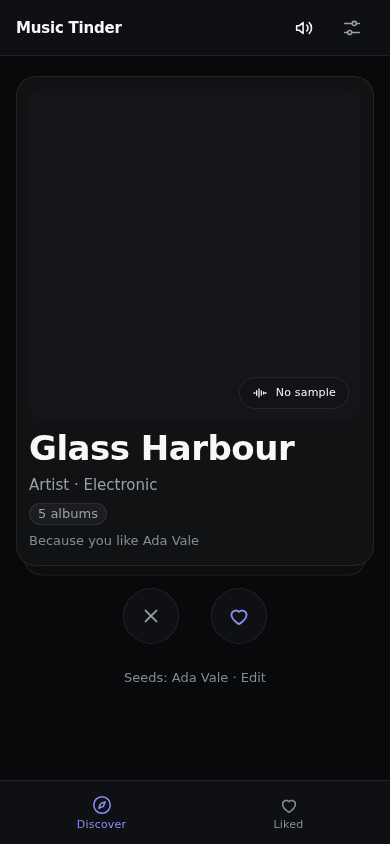 Music Tinder
No sample
Glass Harbour
Artist · Electronic
5 albums
Because you like Ada Vale
Seeds: Ada Vale · Edit
Discover
Liked